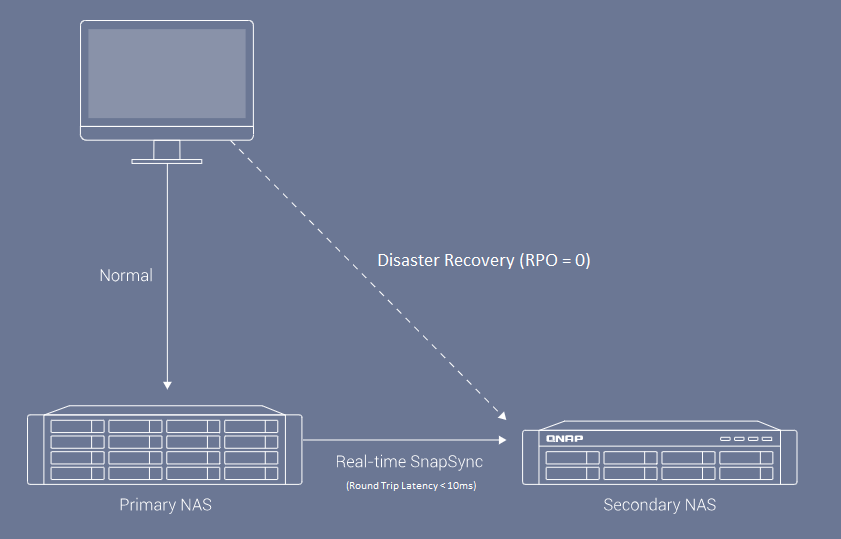 Disaster Recovery (RPO = 0)
Normal
QNAP
Real-time SnapSync
(Round Trip Latency < 10ms)
Primary NAS
Secondary NAS